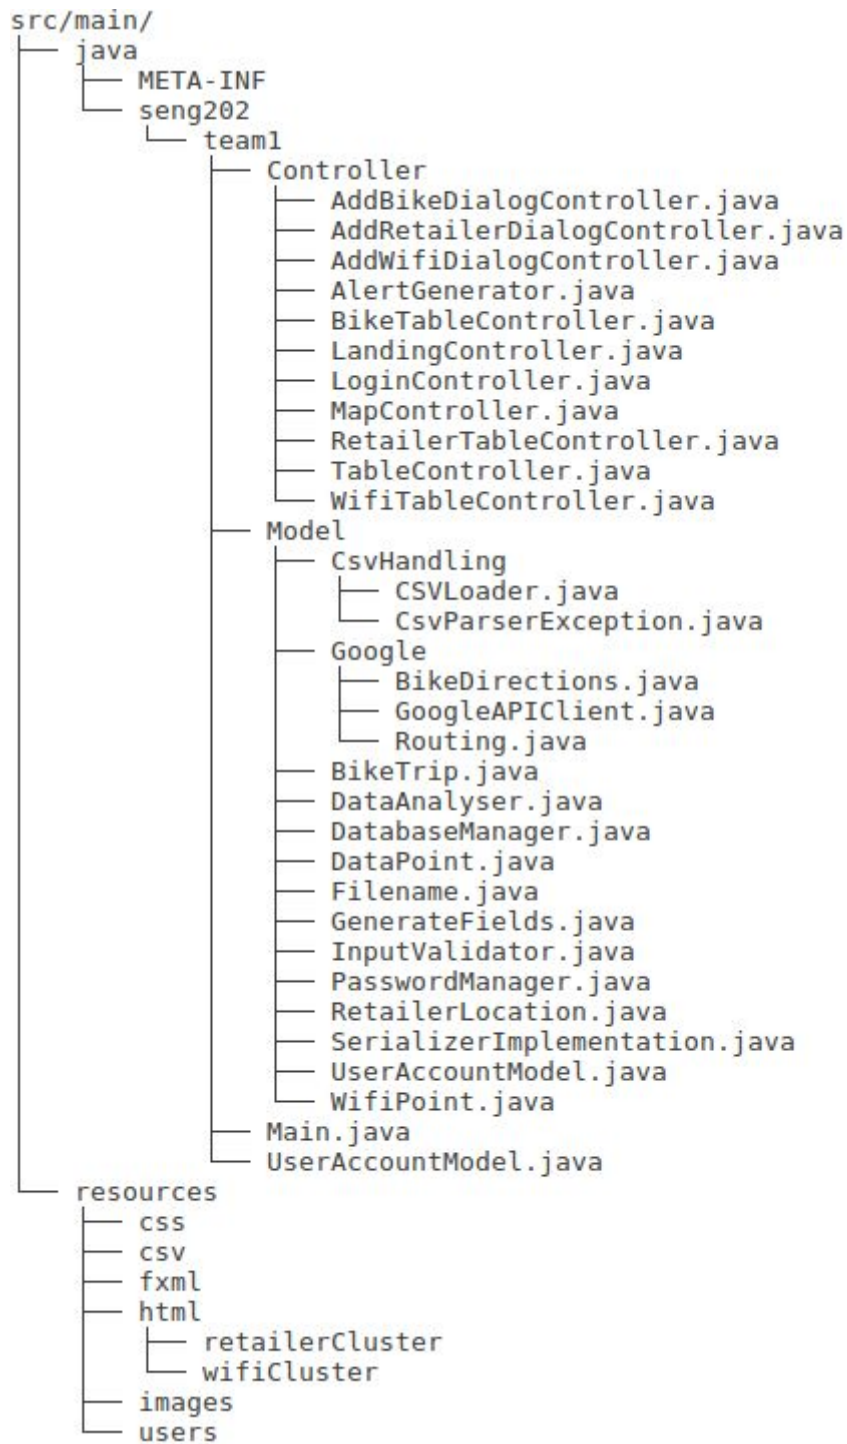 src/main/
java
META-INF
seng202
team1
Controller
AddBikeDialogController.java
AddRetailerDialogController.java
AddWifiDialogController.java
AlertGenerator.java
BikeTableController.java
LandingController.java
LoginController.java
MapController.java
RetailerTableController.java
TableController.java
WifiTableController.java
Model
CsvHandling
CSVLoader.java
CsvParserException.java
Google
BikeDirections.java
GoogleAPIClient.java
Routing.java
BikeTrip.java
DataAnalyser.java
DatabaseManager.java
DataPoint.java
Filename.java
GenerateFields.java
InputValidator.java
PasswordManager.java
RetailerLocation.java
SerializerImplementation.java
UserAccountModel.java
WifiPoint.java
Main.java
UserAccountModel.java
resources
css
csv
fxml
html
retailerCluster
wifiCluster
images
users